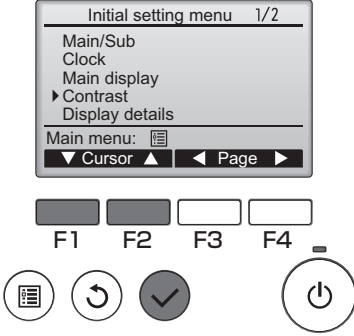 Initial setting menu 1/2
Main/Sub
Clock
Main display
Contrast
Display details
Main menu:
Cursor Page
F1 F2 F3 F4